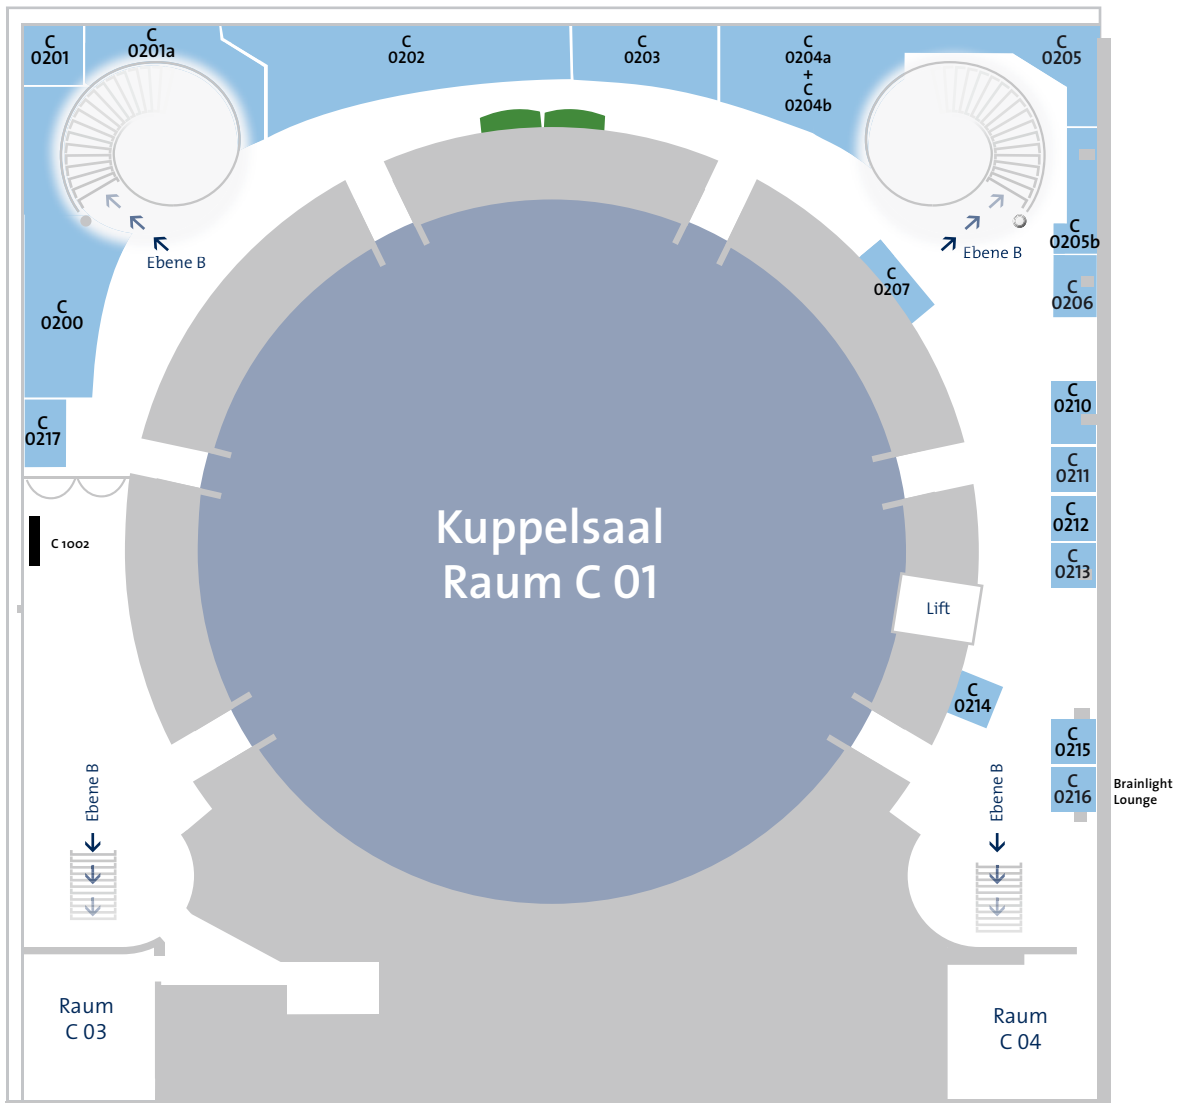 C
0201
C
0201a
C
0202
C
0203
C
0204a
+
C
0204b
C
0205
C
0205b
Ebene B
Ebene B
C
0207
C
0206
C
0200
C
0210
C
0217
C
0211
C
0212
C 1002
Kuppelsaal
Raum C 01
C
0213
Lift
C
0214
C
0215
Ebene B
Ebene B
C
0216
Brainlight
Lounge
Raum
C 03
Raum
C 04